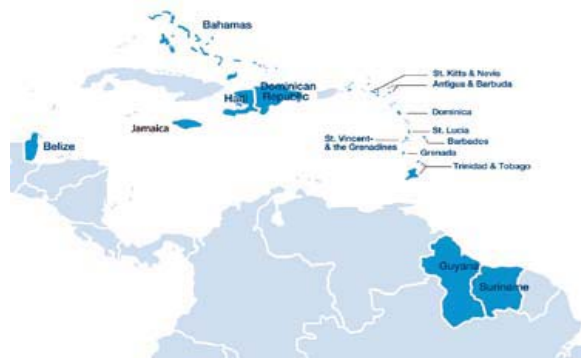 Bahamas
Dominican
Republic
Haiti
Jamaica
Belize
St. Kitts & Nevis
Antigua & Barbuda
Dominica
St. Lucia
Barbados
St. Vincent
& the Grenadines
Grenada
Trinidad & Tobago
Guyana
Suriname